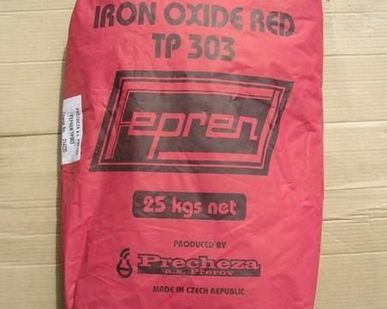 IRON OXIDE RED
TP 303
Fepren
25 kgs net
PRODUCED BY
Precheza
a.s. Přerov
MADE IN CZECH REPUBLIC